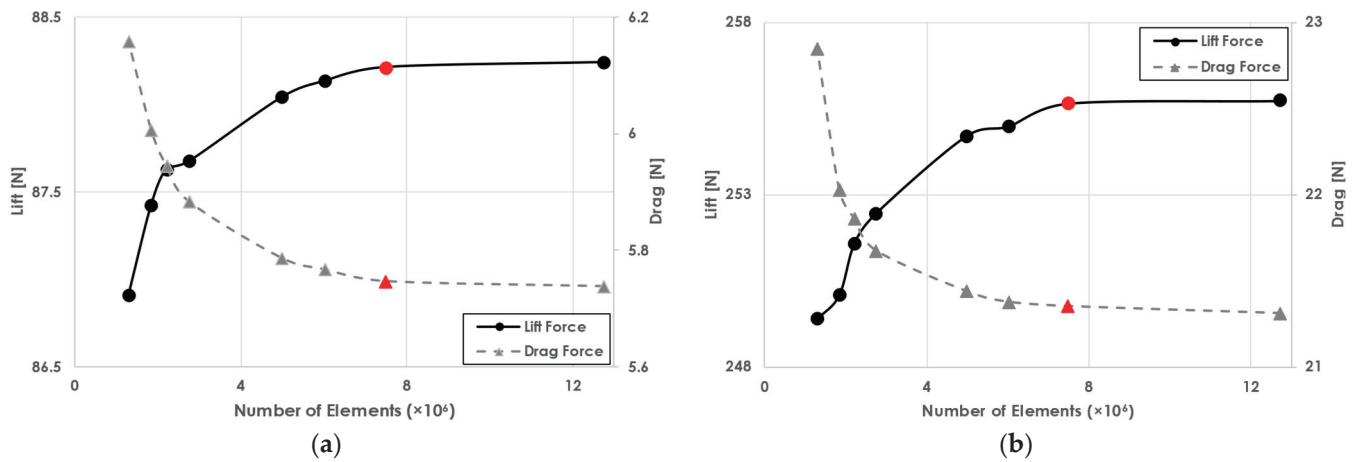 88.5
87.5
86.5
Lift [N]
6.2
6
5.8
5.6
Drag [N]
Lift Force
Drag Force
0
4
8
12
Number of Elements (×10⁶)
(a)
258
253
248
Lift [N]
23
22
21
Drag [N]
Lift Force
Drag Force
0
4
8
12
Number of Elements (×10⁶)
(b)